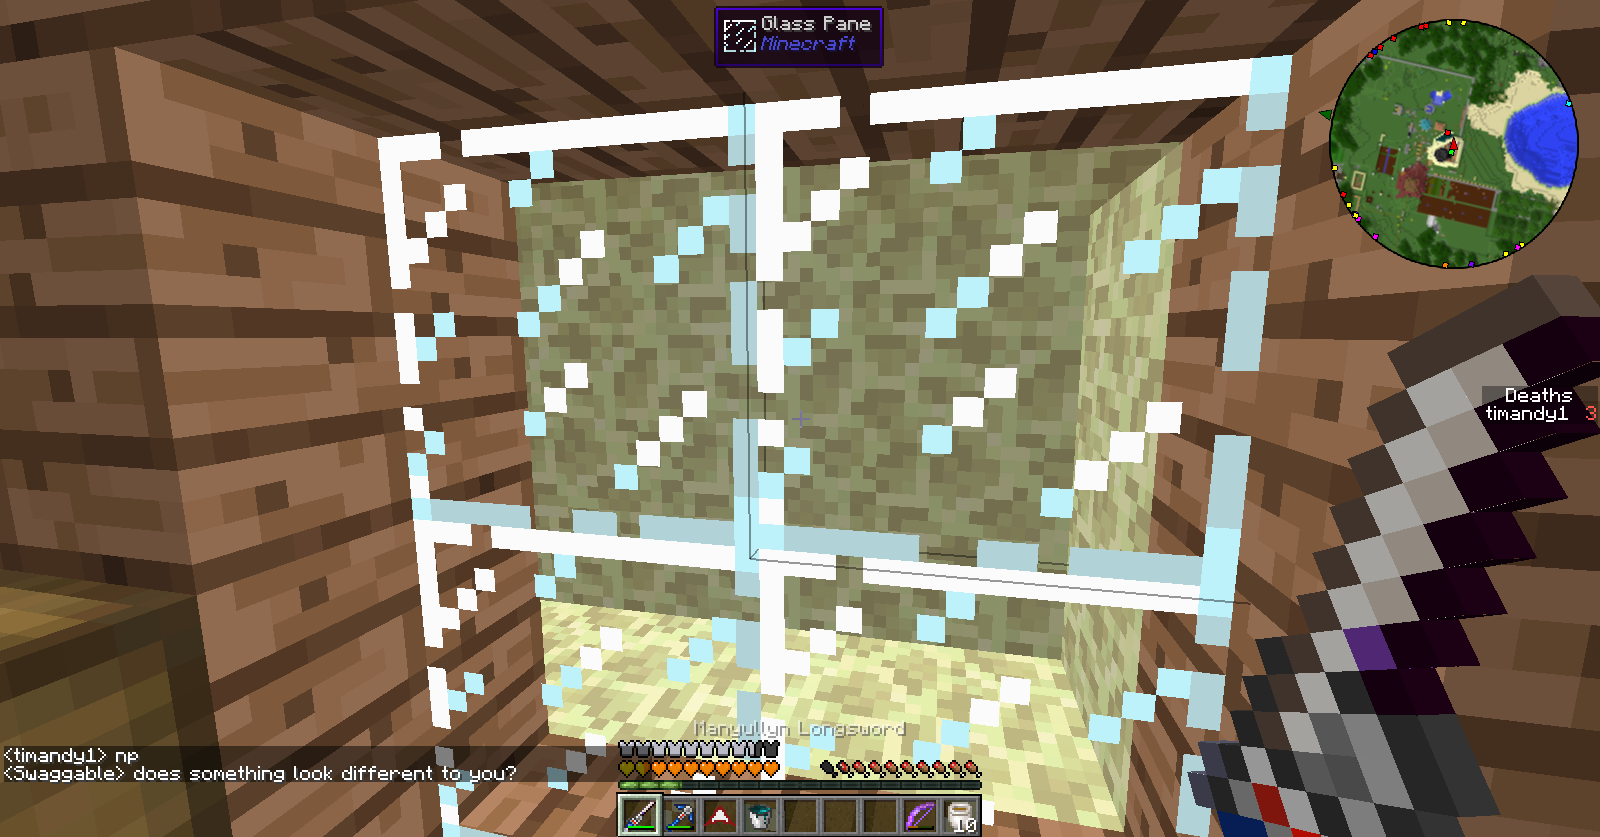 Glass Pane
Minecraft
Deaths
timandy1 3
Manyullyn Longsword
<timandy1> np
<Swaggable> does something look different to you?
10